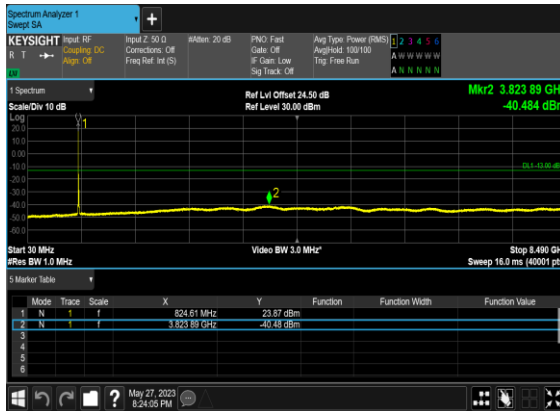 Spectrum Analyzer 1
Swept SA
+
KEYSIGHT Input: RF Input Z: 50 Ω #Atten: 20 dB PNO: Fast Avg Type: Power (RMS) 1 2 3 4 5 6
R T Coupling: DC Corrections: Off Gate: Off Avg|Hold: 100/100 A W W W W W
Align: Off Freq Ref: Int (S) IF Gain: Low Trig: Free Run
Sig Track: Off A N N N N N
1 Spectrum Ref Lvl Offset 24.50 dB Mkr2 3.823 89 GH
Scale/Div 10 dB Ref Level 30.00 dBm -40.484 dBm
Log
20.0
10.0
0.00
-10.0
-20.0
-30.0
-40.0
-50.0
-60.0
1
2
DL1 -13.00 dB
Start 30 MHz Video BW 3.0 MHz* Stop 8.490 GH
#Res BW 1.0 MHz Sweep 16.0 ms (40001 pt
5 Marker Table
Mode Trace Scale X Y Function Function Width Function Value
1 N 1 f 824.61 MHz 23.87 dBm
2 N 1 f 3.823 89 GHz -40.48 dBm
3
4
5
6
? May 27, 2023
8:24:05 PM